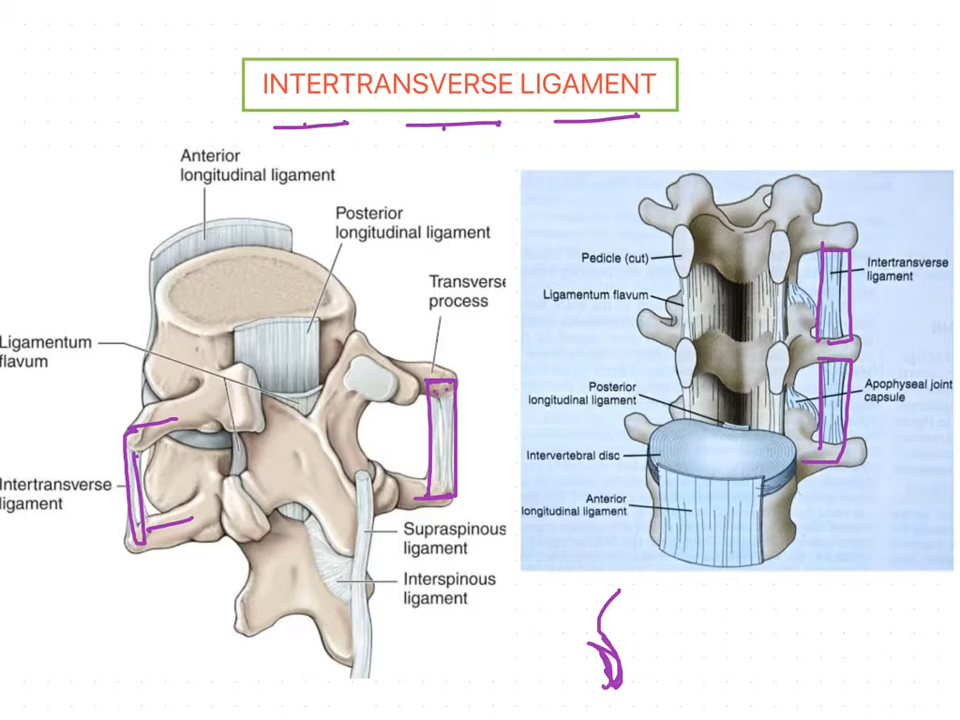 INTERTRANSVERSE LIGAMENT
Anterior
longitudinal ligament
Posterior
longitudinal ligament
Transverse
process
Ligamentum
flavum
Intertransverse
ligament
Supraspinous
ligament
Interspinous
ligament
Pedicle (cut)
Ligamentum flavum
Posterior
longitudinal ligament
Intervertebral disc
Anterior
longitudinal ligament
Intertransverse
ligament
Apophyseal joint
capsule